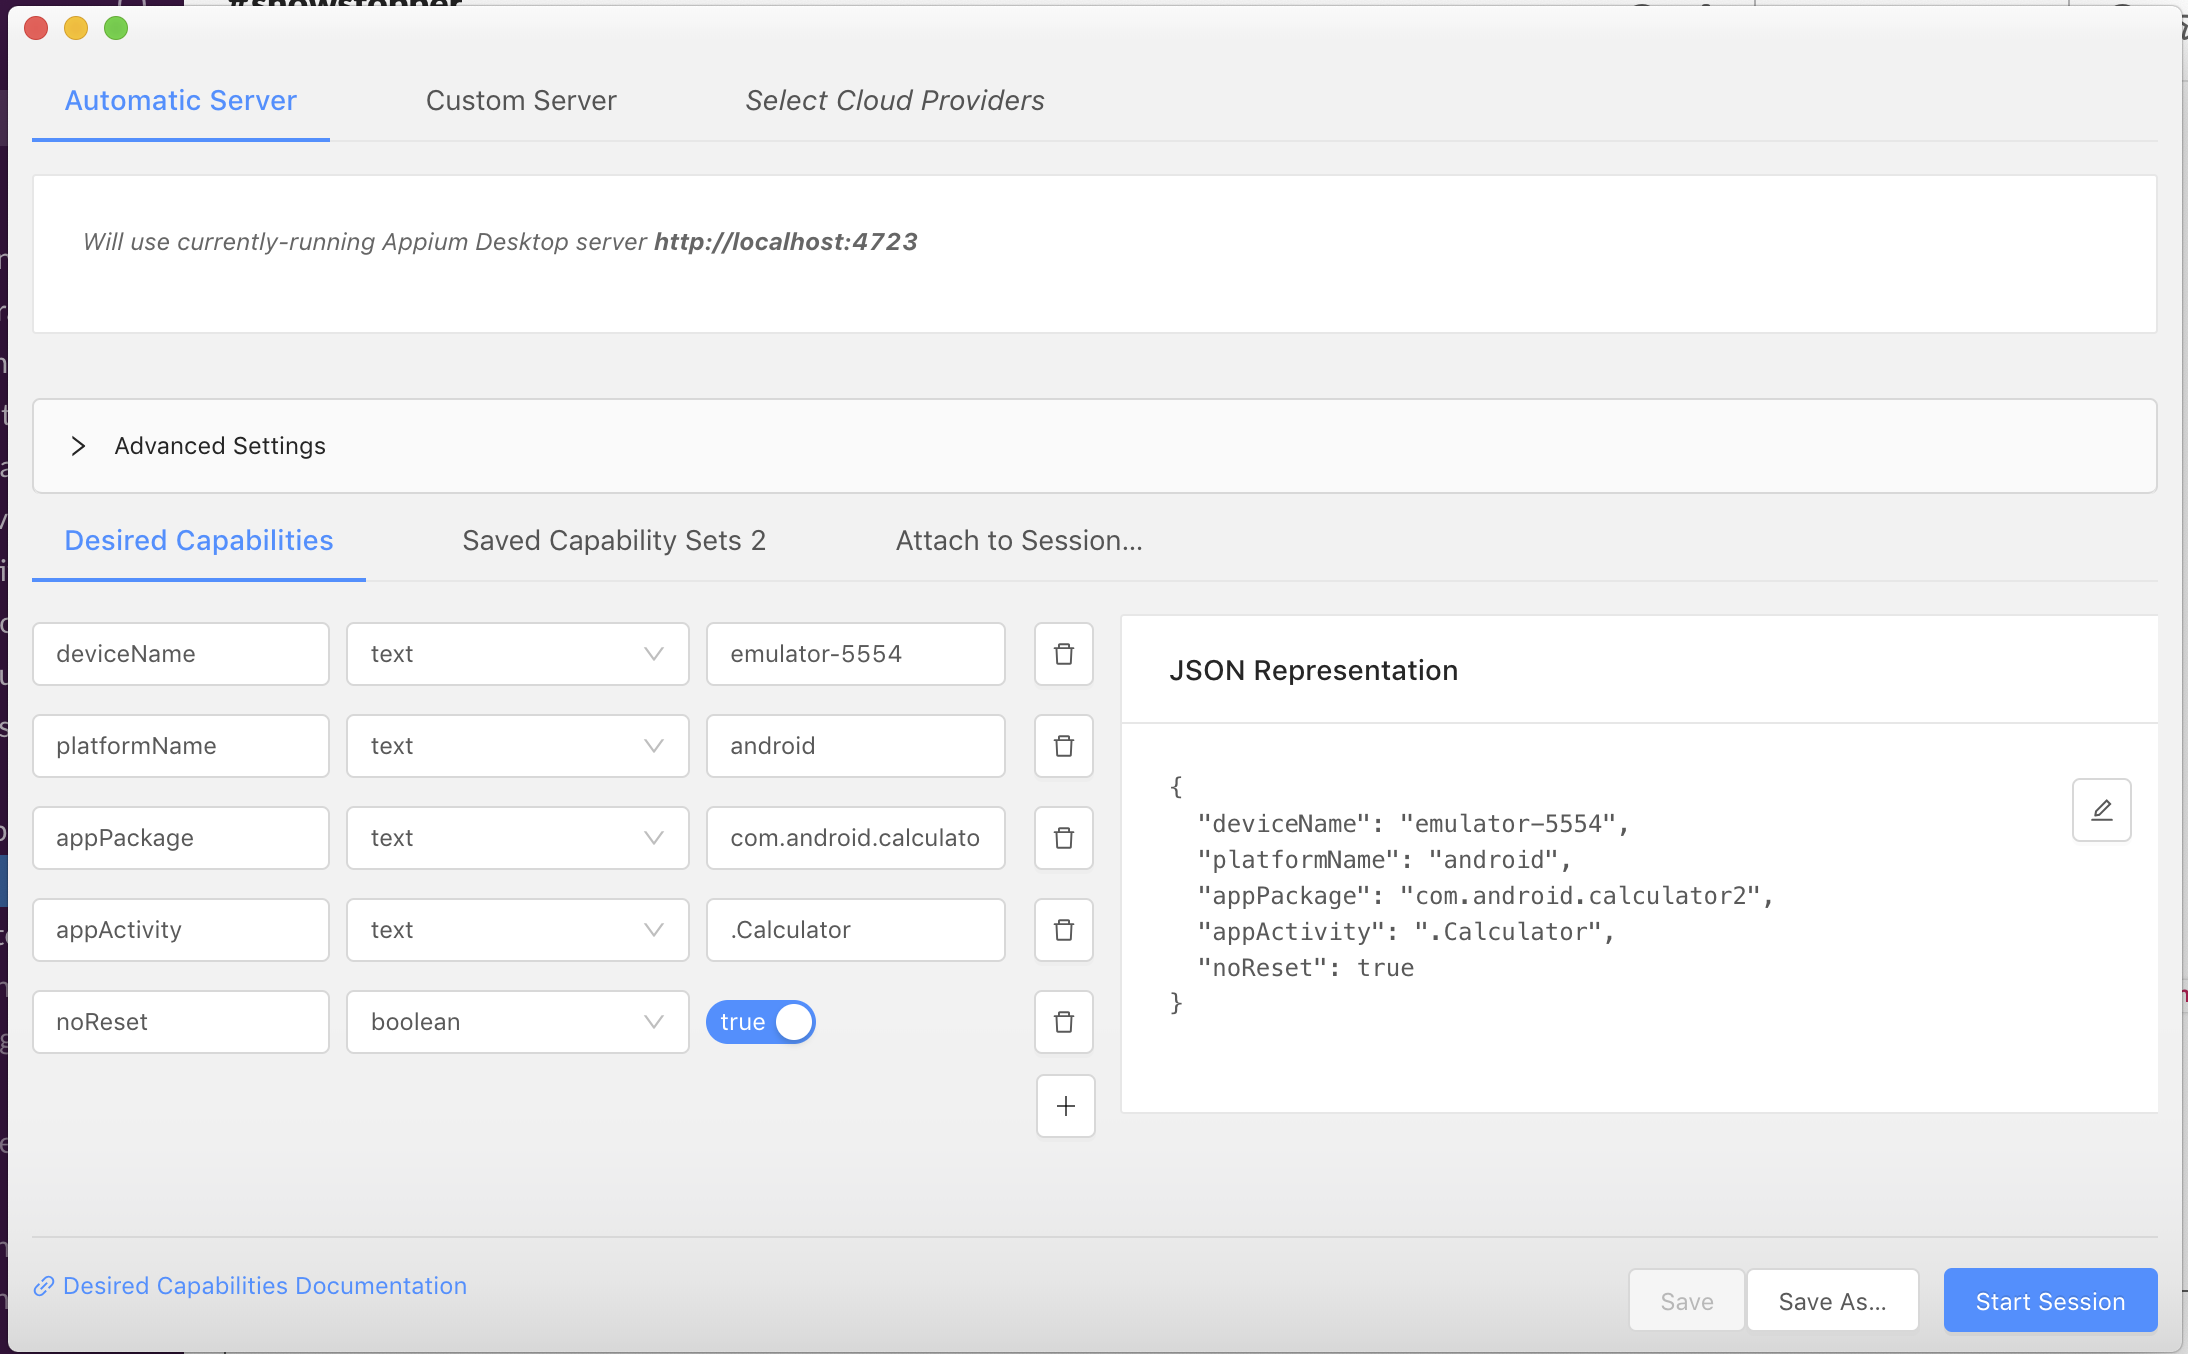 #showstopper
Automatic Server
Custom Server
Select Cloud Providers
Will use currently-running Appium Desktop server http://localhost:4723
Advanced Settings
Desired Capabilities
Saved Capability Sets 2
Attach to Session...
deviceName
text
emulator-5554
platformName
text
android
appPackage
text
com.android.calculato
appActivity
text
.Calculator
noReset
boolean
true
JSON Representation
{
"deviceName": "emulator-5554",
"platformName": "android",
"appPackage": "com.android.calculator2",
"appActivity": ".Calculator",
"noReset": true
}
Desired Capabilities Documentation
Save
Save As...
Start Session